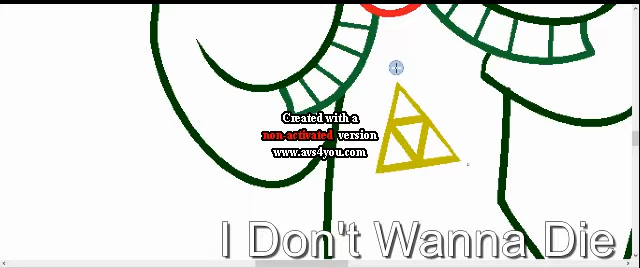 Created with a
non-activated version
www.avs4you.com
I Don't Wanna Die